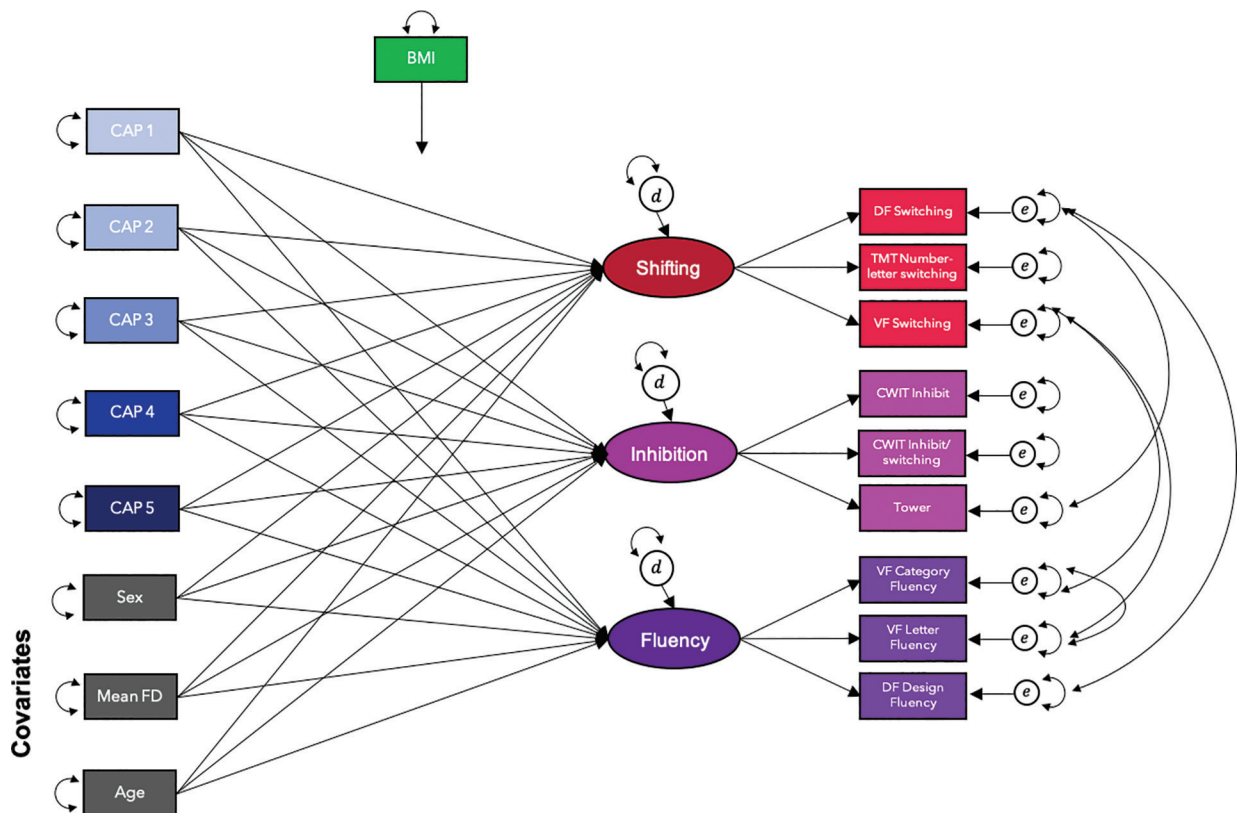 BMI
CAP 1
CAP 2
CAP 3
CAP 4
CAP 5
Sex
Mean FD
Age
Covariates
d
Shifting
d
Inhibition
d
Fluency
DF Switching
TMT Number-
letter switching
VF Switching
CWIT Inhibit
CWIT Inhibit/
switching
Tower
VF Category
Fluency
VF Letter
Fluency
DF Design
Fluency
e
e
e
e
e
e
e
e
e